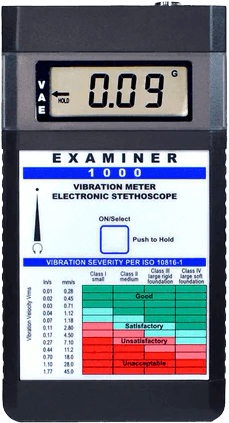 G
V
A
E
HOLD
0.09
EXAMINER
1000
VIBRATION METER
ELECTRONIC STETHOSCOPE
ON/Select
Push to Hold
VIBRATION SEVERITY PER ISO 10816-1
Vibration Velocity Vrms
in/s mm/s Class I small Class II medium Class III large rigid foundation Class IV large soft foundation
0.01 0.28
0.02 0.45 Good
0.03 0.71
0.04 1.12
0.07 1.18
0.11 2.80 Satisfactory
0.17 4.50
0.27 7.10 Unsatisfactory
0.44 11.2
0.70 18.0
1.10 28.0 Unacceptable
1.77 45.0